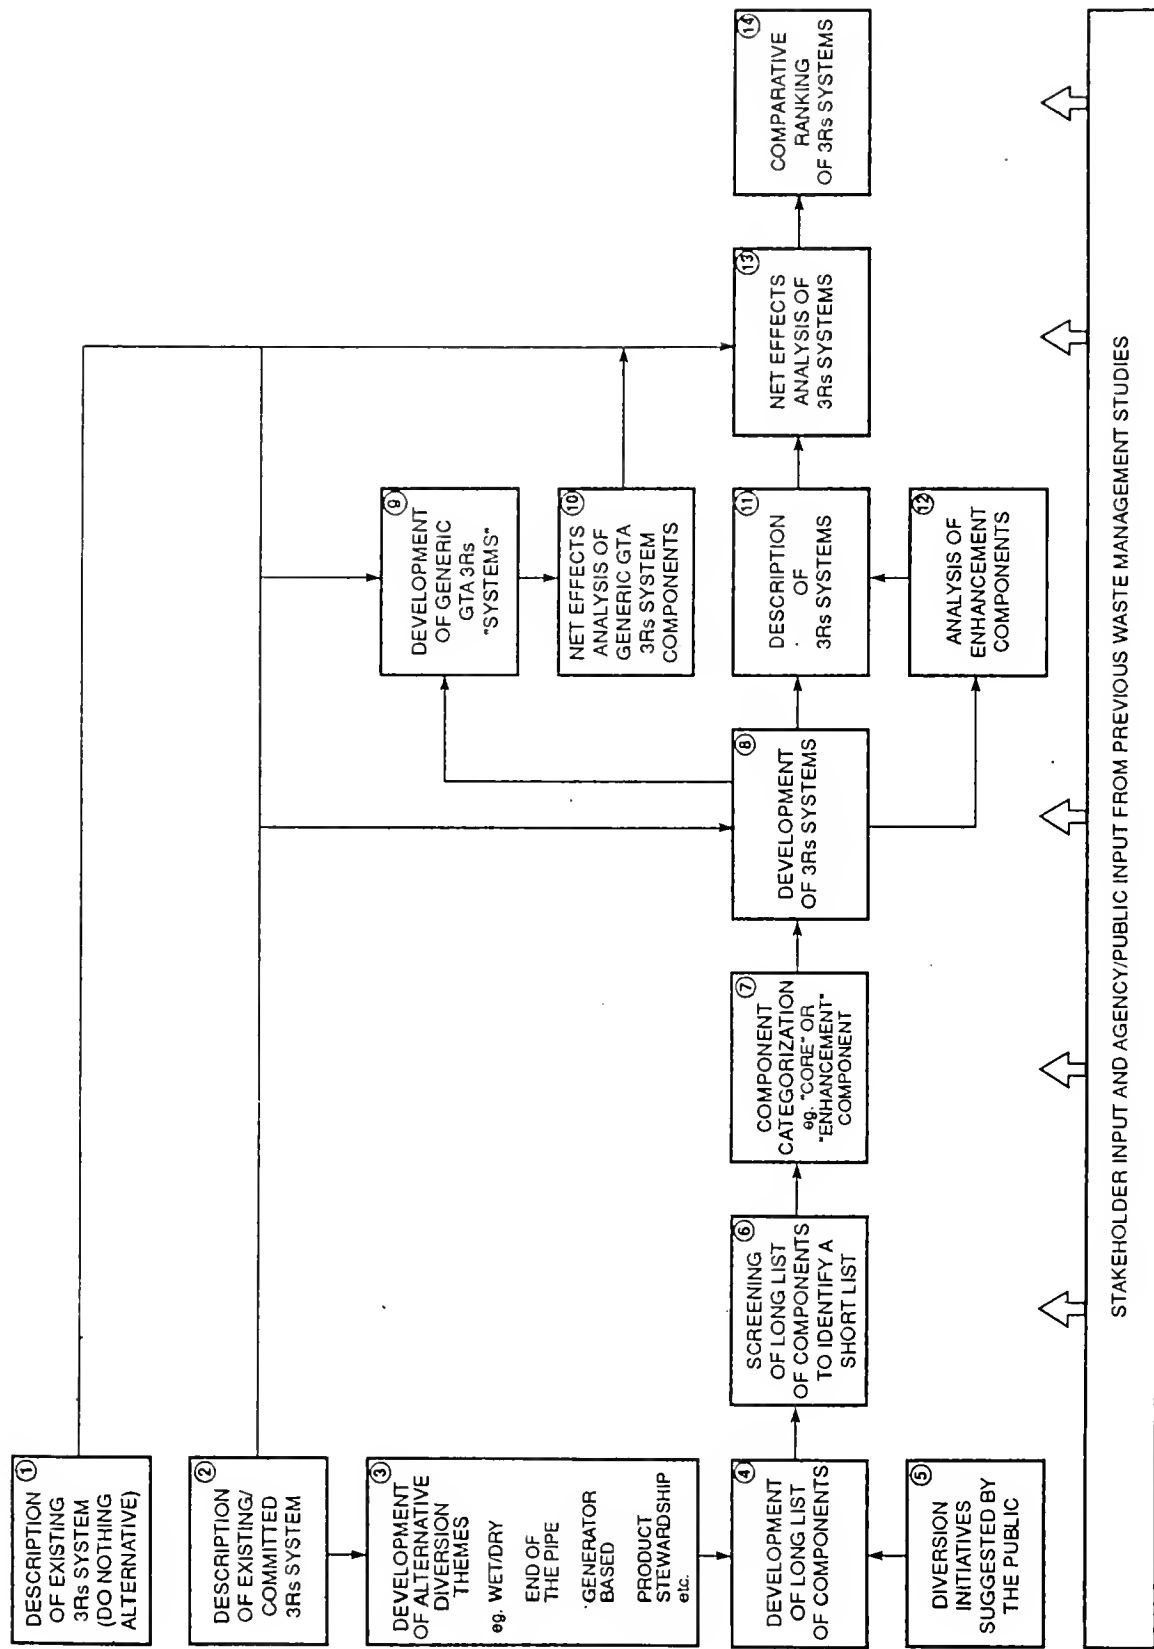 ①
DESCRIPTION
OF EXISTING
3Rs SYSTEM
(DO NOTHING
ALTERNATIVE)
②
DESCRIPTION
OF EXISTING/
COMMITTED
3Rs SYSTEM
③
DEVELOPMENT
OF ALTERNATIVE
DIVERSION
THEMES
eg. WET/DRY
END OF
THE PIPE
GENERATOR
BASED
PRODUCT
STEWARDSHIP
etc.
④
DEVELOPMENT
OF LONG LIST
OF COMPONENTS
⑤
DIVERSION
INITIATIVES
SUGGESTED BY
THE PUBLIC
⑥
SCREENING
OF LONG LIST
OF COMPONENTS
TO IDENTIFY A
SHORT LIST
⑦
COMPONENT
CATEGORIZATION
eg. "CORE" OR
"ENHANCEMENT"
COMPONENT
⑧
DEVELOPMENT
OF 3Rs SYSTEMS
⑨
DEVELOPMENT
OF GENERIC
GTA 3Rs
"SYSTEMS"
⑩
NET EFFECTS
ANALYSIS OF
GENERIC GTA
3Rs SYSTEM
COMPONENTS
⑪
DESCRIPTION
OF
3Rs SYSTEMS
⑫
ANALYSIS OF
ENHANCEMENT
COMPONENTS
⑬
NET EFFECTS
ANALYSIS OF
3Rs SYSTEMS
⑭
COMPARATIVE
RANKING
OF 3Rs SYSTEMS
STAKEHOLDER INPUT AND AGENCY/PUBLIC INPUT FROM PREVIOUS WASTE MANAGEMENT STUDIES